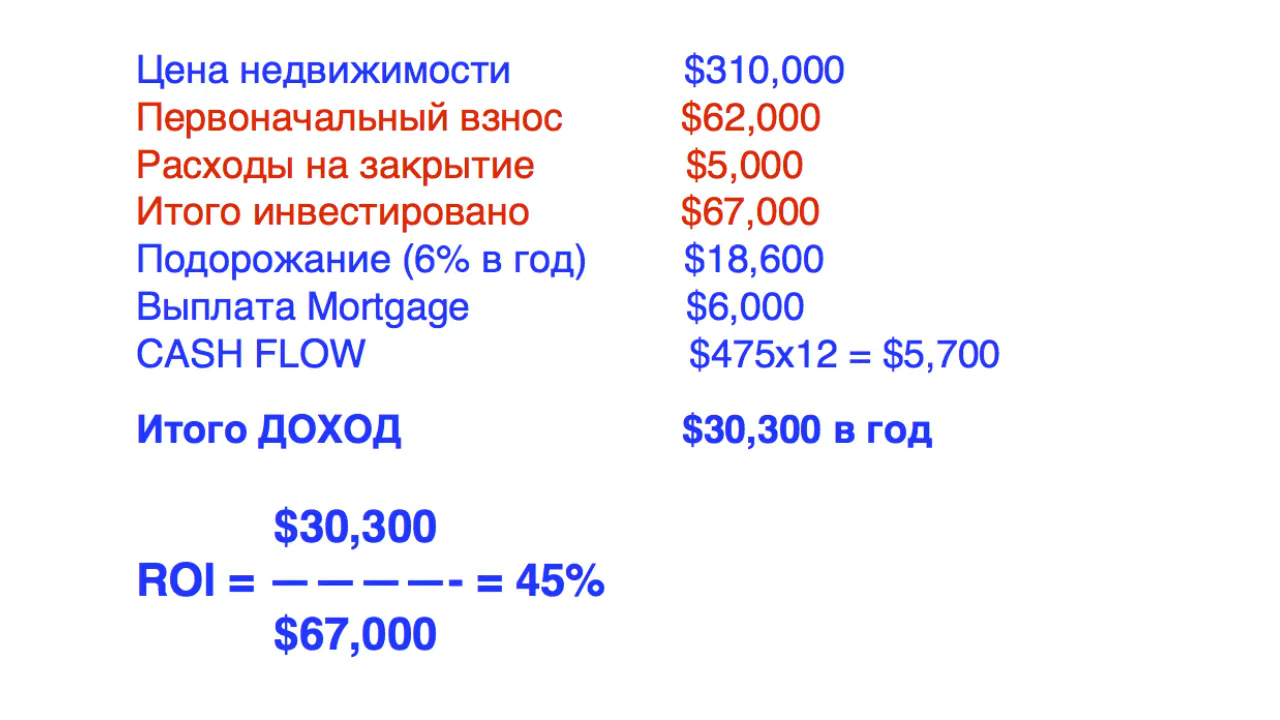 Цена недвижимости $310,000
Первоначальный взнос $62,000
Расходы на закрытие $5,000
Итого инвестировано $67,000
Подорожание (6% в год) $18,600
Выплата Mortgage $6,000
CASH FLOW $475x12 = $5,700
Итого ДОХОД $30,300 в год
$30,300
ROI = ————- = 45%
$67,000